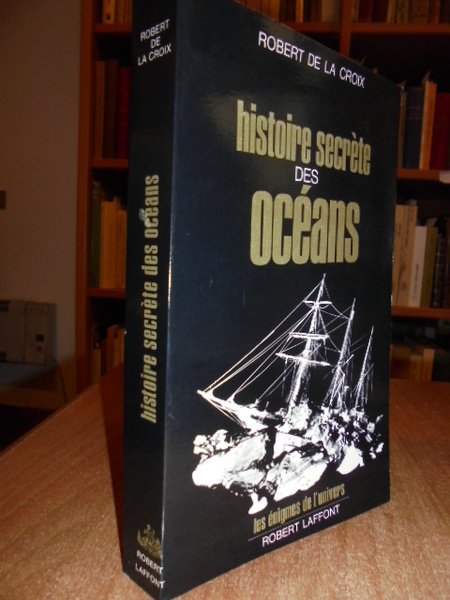 ROBERT
DE
LA CROIX
histoire secrète des océans
ROBERT
LAFFONT
ROBERT DE LA CROIX
histoire secrète
DES
océans
les énigmes de l'univers
ROBERT LAFFONT